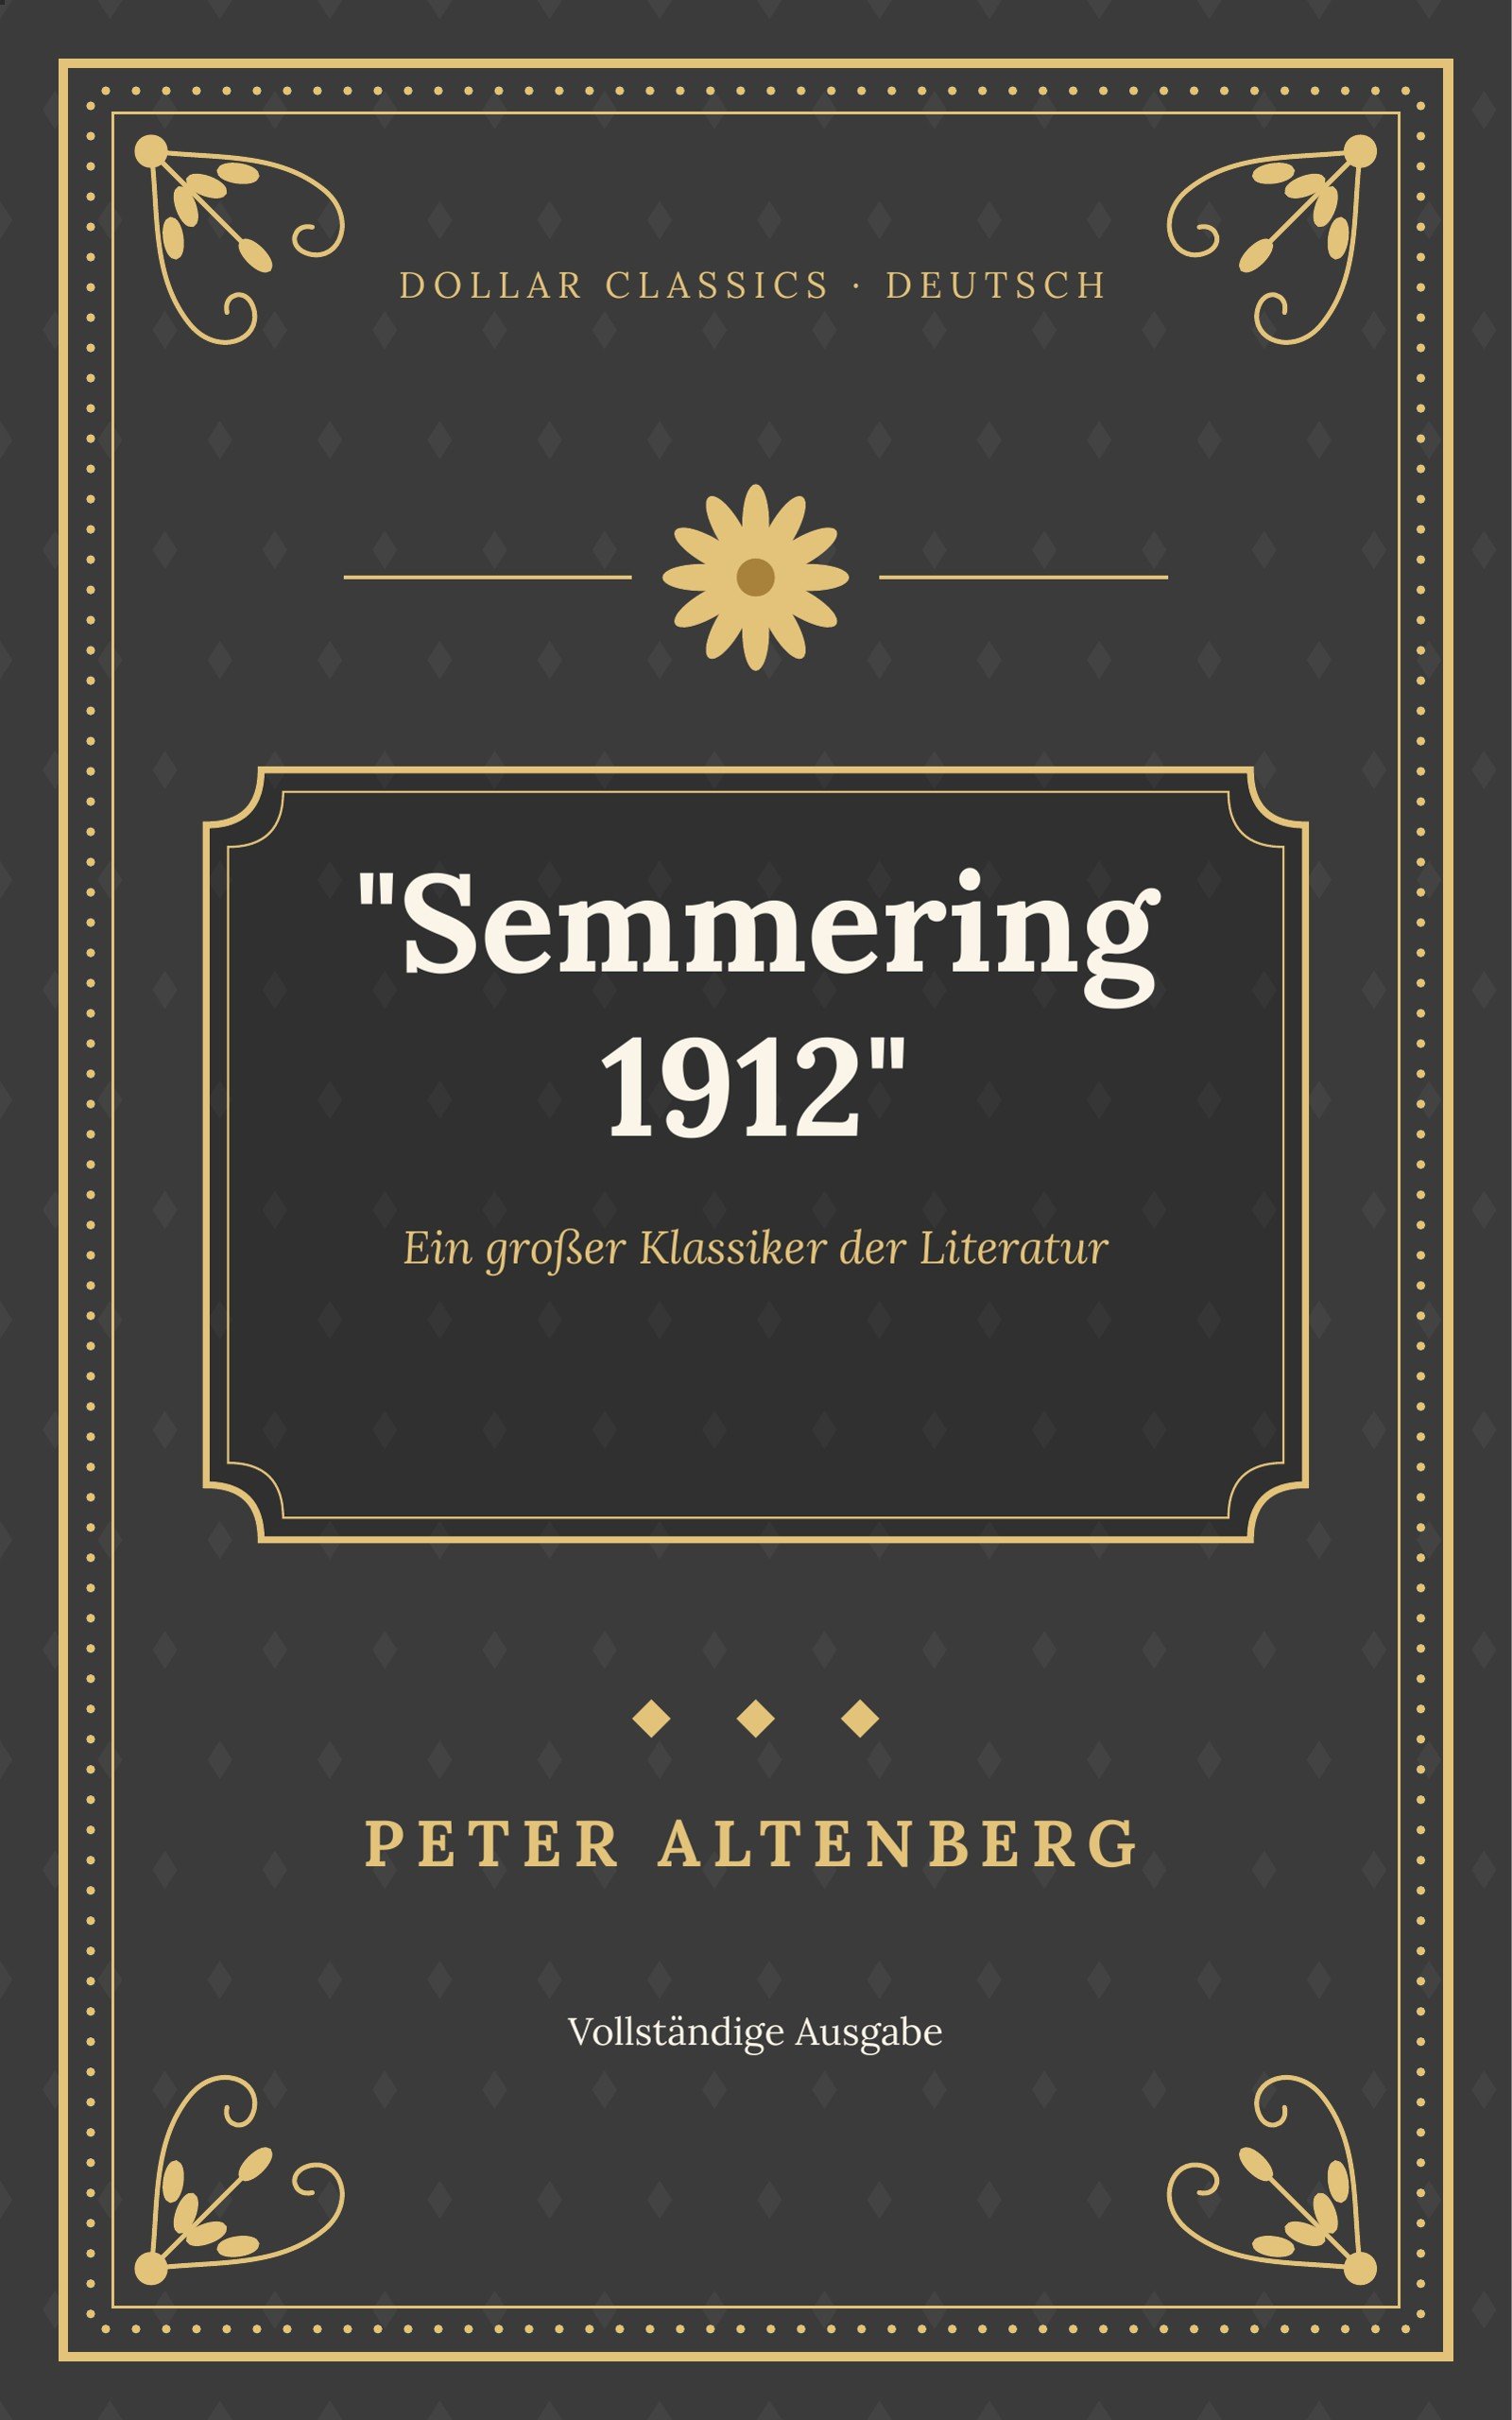 DOLLAR CLASSICS · DEUTSCH
"Semmering
1912"
Ein großer Klassiker der Literatur
PETER ALTENBERG
Vollständige Ausgabe